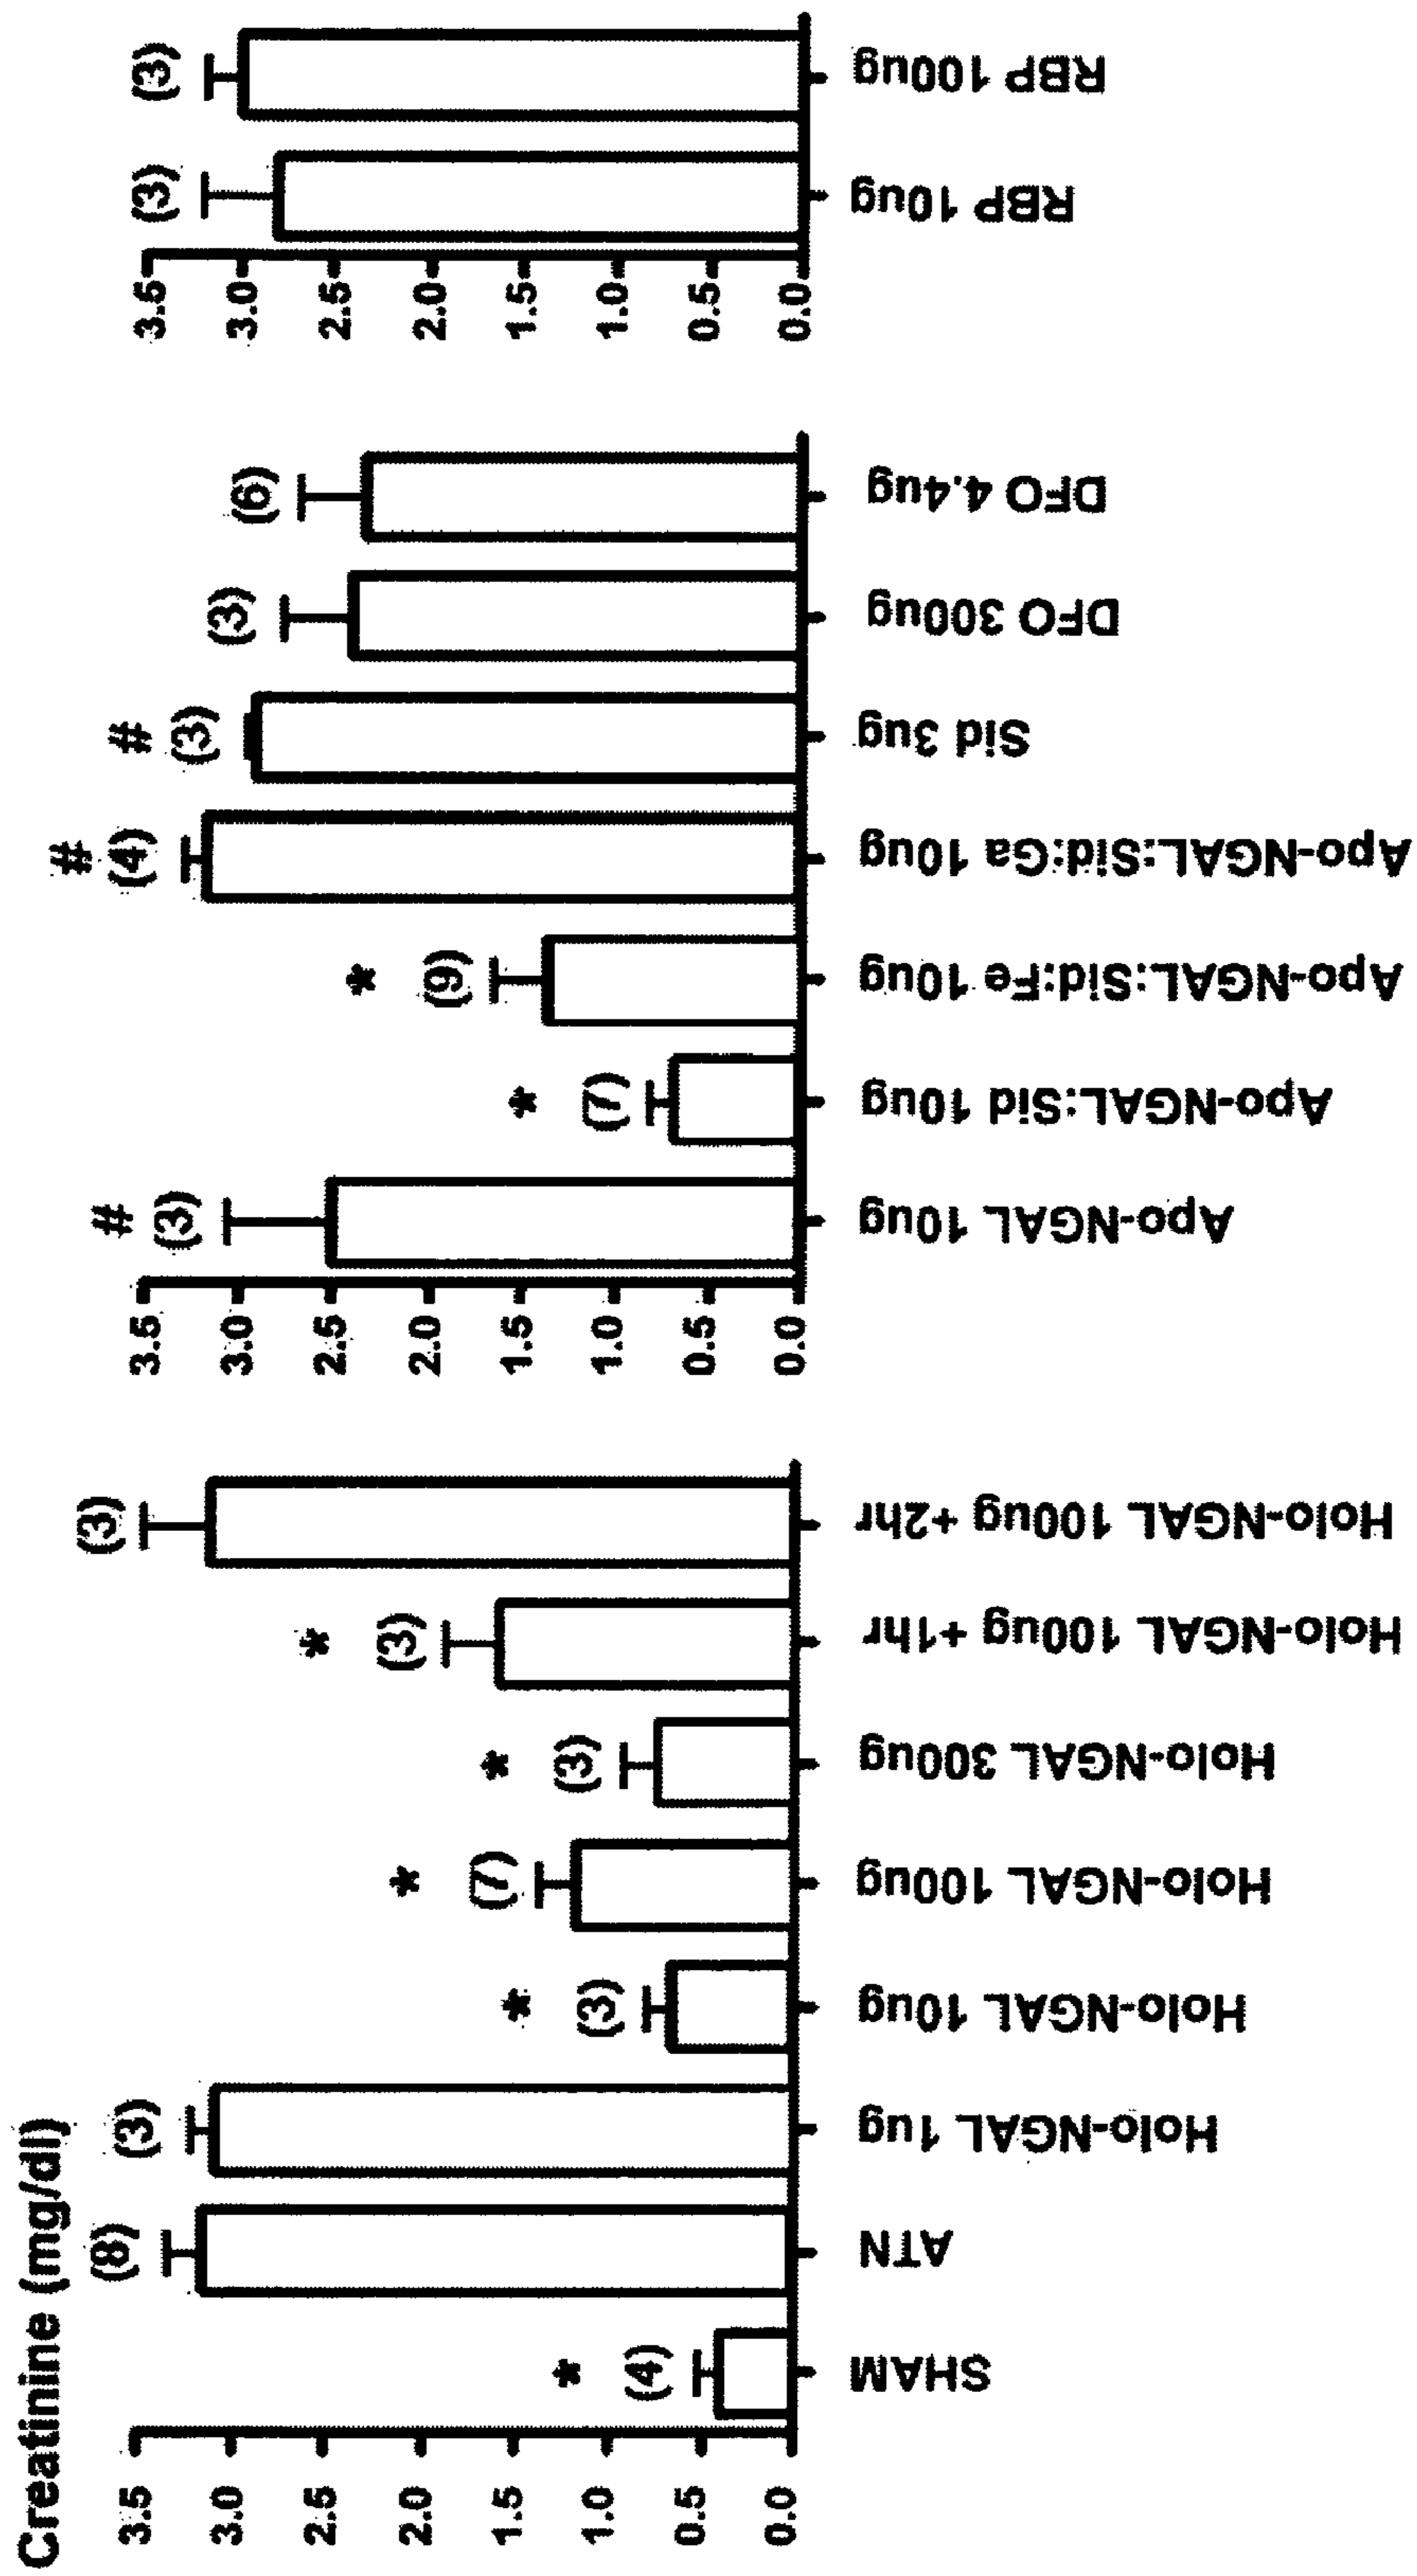 Creatinine (mg/dl)
3.5
3.0
2.5
2.0
1.5
1.0
0.5
0.0
*
(4)
(8)
(3)
*
(3)
*
(7)
*
(3)
*
(3)
(3)
SHAM
ATN
Holo-NGAL 1ug
Holo-NGAL 10ug
Holo-NGAL 100ug
Holo-NGAL 300ug
Holo-NGAL 100ug +1hr
Holo-NGAL 100ug +2hr
3.5
3.0
2.5
2.0
1.5
1.0
0.5
0.0
#
(3)
*
(7)
*
(9)
#
(4)
#
(3)
(3)
(6)
Apo-NGAL 10ug
Apo-NGAL:Sid 10ug
Apo-NGAL:Sid:Fe 10ug
Apo-NGAL:Sid:Ga 10ug
Sid 3ug
DFO 300ug
DFO 4.4ug
3.5
3.0
2.5
2.0
1.5
1.0
0.5
0.0
(3)
(3)
RBP 10ug
RBP 100ug